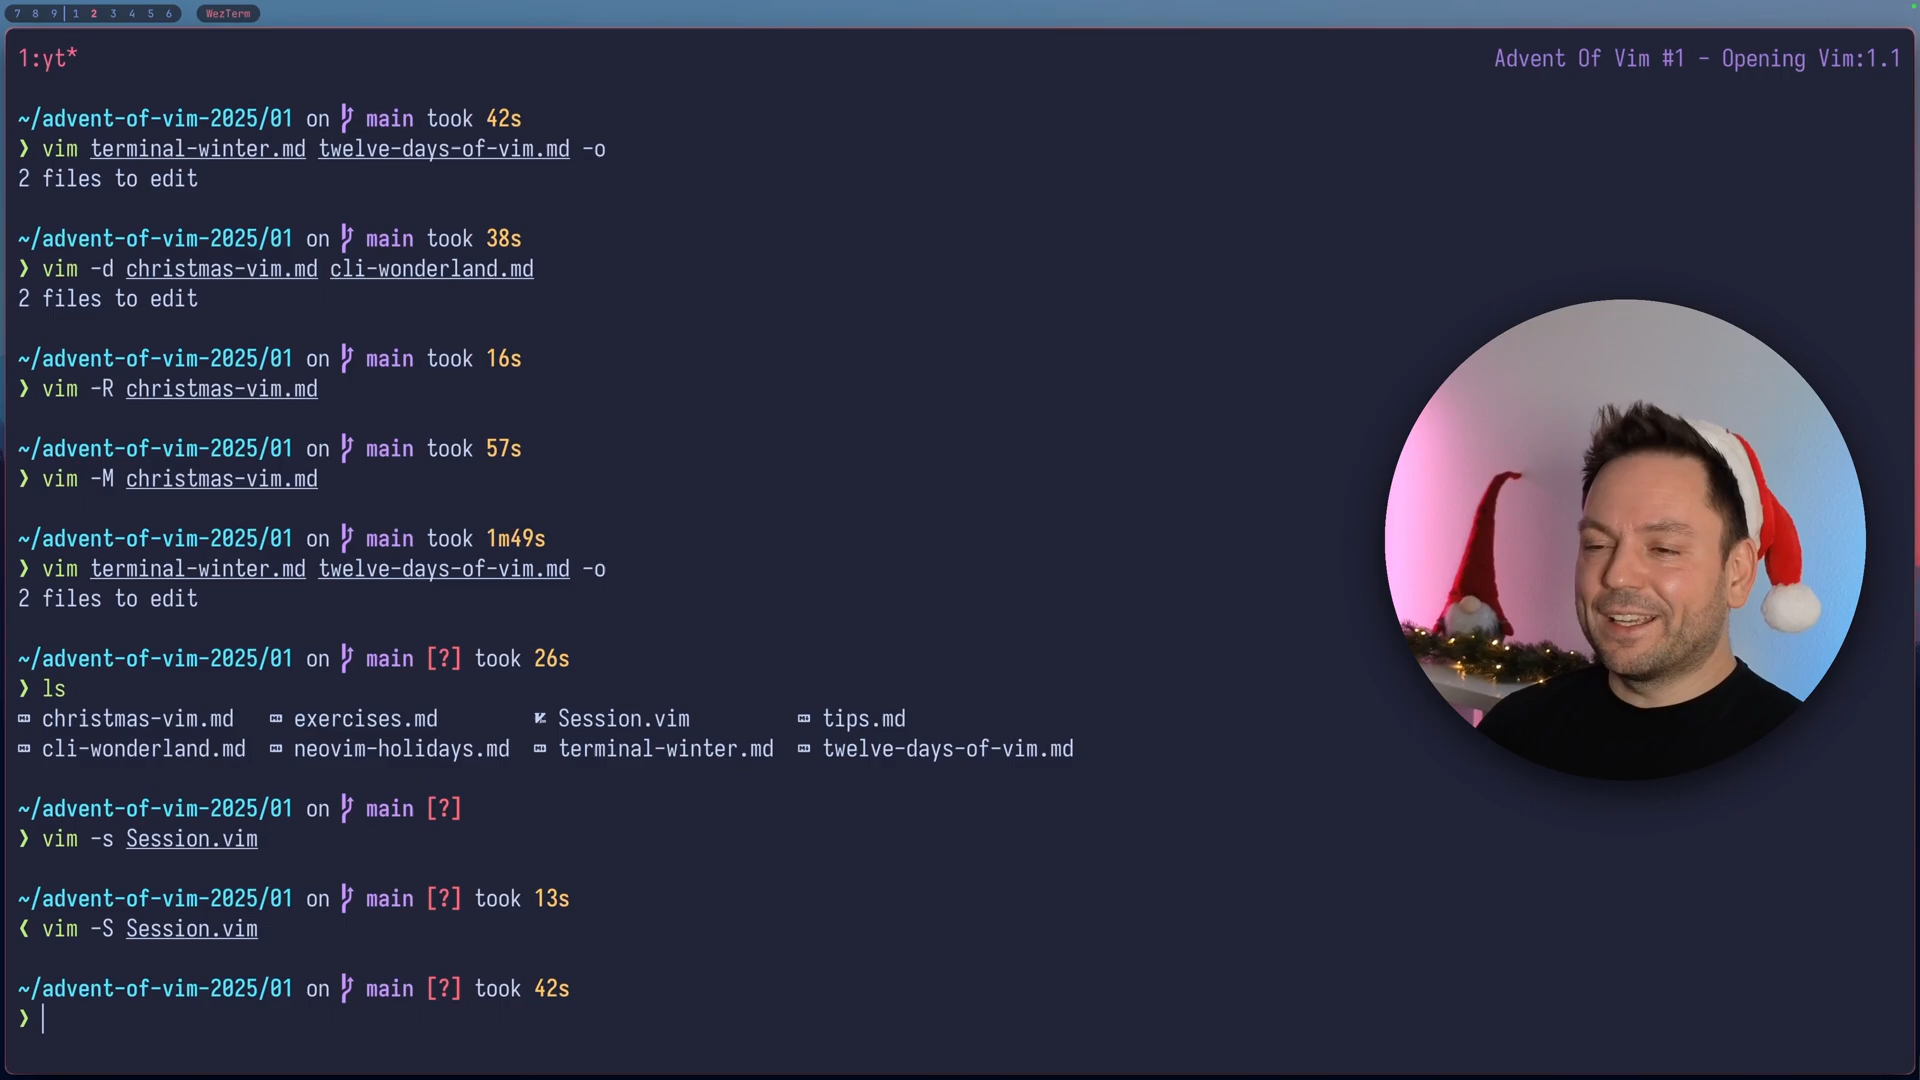 7 8 9 | 1 2 3 4 5 6 WezTerm
1:yt* Advent Of Vim #1 - Opening Vim:1.1
~/advent-of-vim-2025/01 on main took 42s
❯ vim terminal-winter.md twelve-days-of-vim.md -o
2 files to edit
~/advent-of-vim-2025/01 on main took 38s
❯ vim -d christmas-vim.md cli-wonderland.md
2 files to edit
~/advent-of-vim-2025/01 on main took 16s
❯ vim -R christmas-vim.md
~/advent-of-vim-2025/01 on main took 57s
❯ vim -M christmas-vim.md
~/advent-of-vim-2025/01 on main took 1m49s
❯ vim terminal-winter.md twelve-days-of-vim.md -o
2 files to edit
~/advent-of-vim-2025/01 on main [?] took 26s
❯ ls
christmas-vim.md exercises.md Session.vim tips.md
cli-wonderland.md neovim-holidays.md terminal-winter.md twelve-days-of-vim.md
~/advent-of-vim-2025/01 on main [?]
❯ vim -s Session.vim
~/advent-of-vim-2025/01 on main [?] took 13s
❮ vim -S Session.vim
~/advent-of-vim-2025/01 on main [?] took 42s
❯